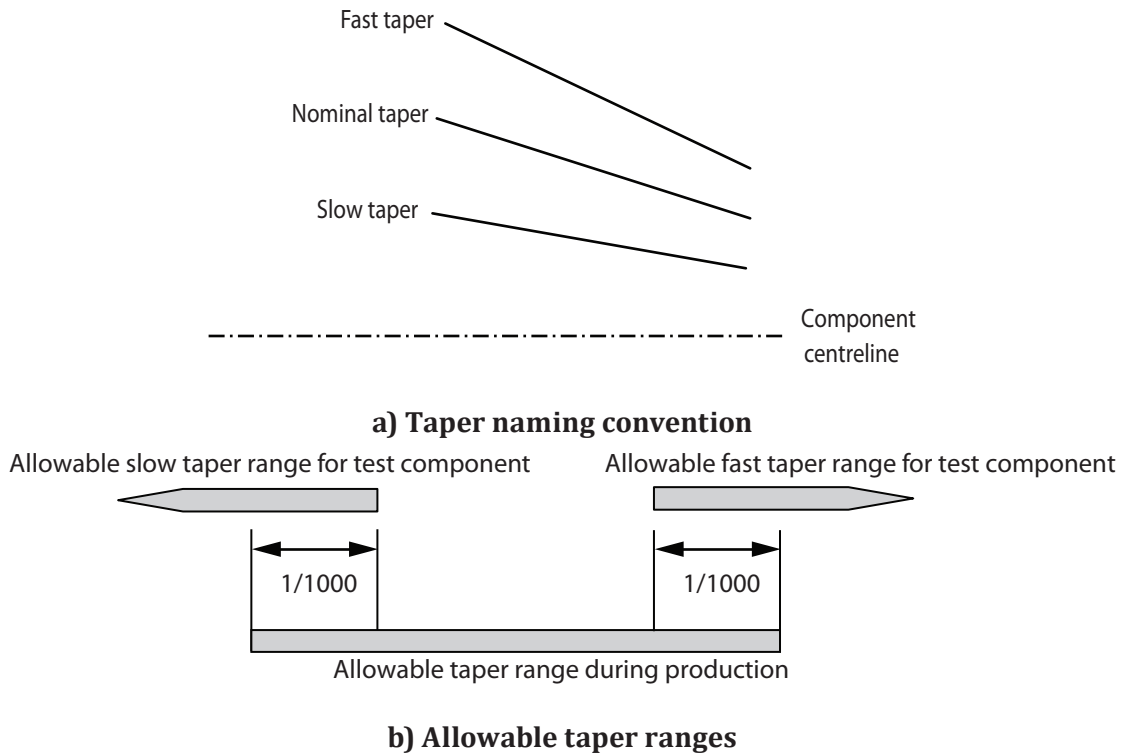 Fast taper
Nominal taper
Slow taper
Component
centreline
a) Taper naming convention
Allowable slow taper range for test component
Allowable fast taper range for test component
1/1000
1/1000
Allowable taper range during production
b) Allowable taper ranges